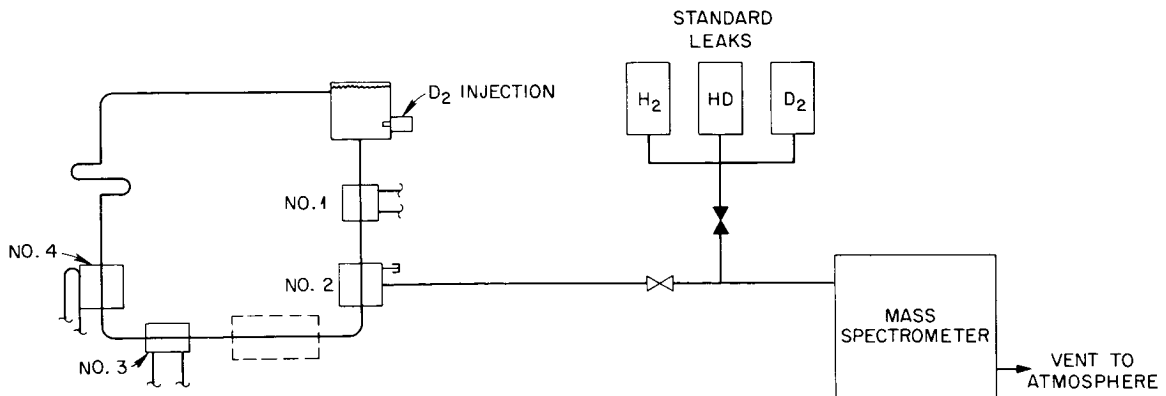 STANDARD
LEAKS
H2
HD
D2
D2 INJECTION
NO. 1
NO. 4
NO. 2
NO. 3
MASS
SPECTROMETER
VENT TO
ATMOSPHERE